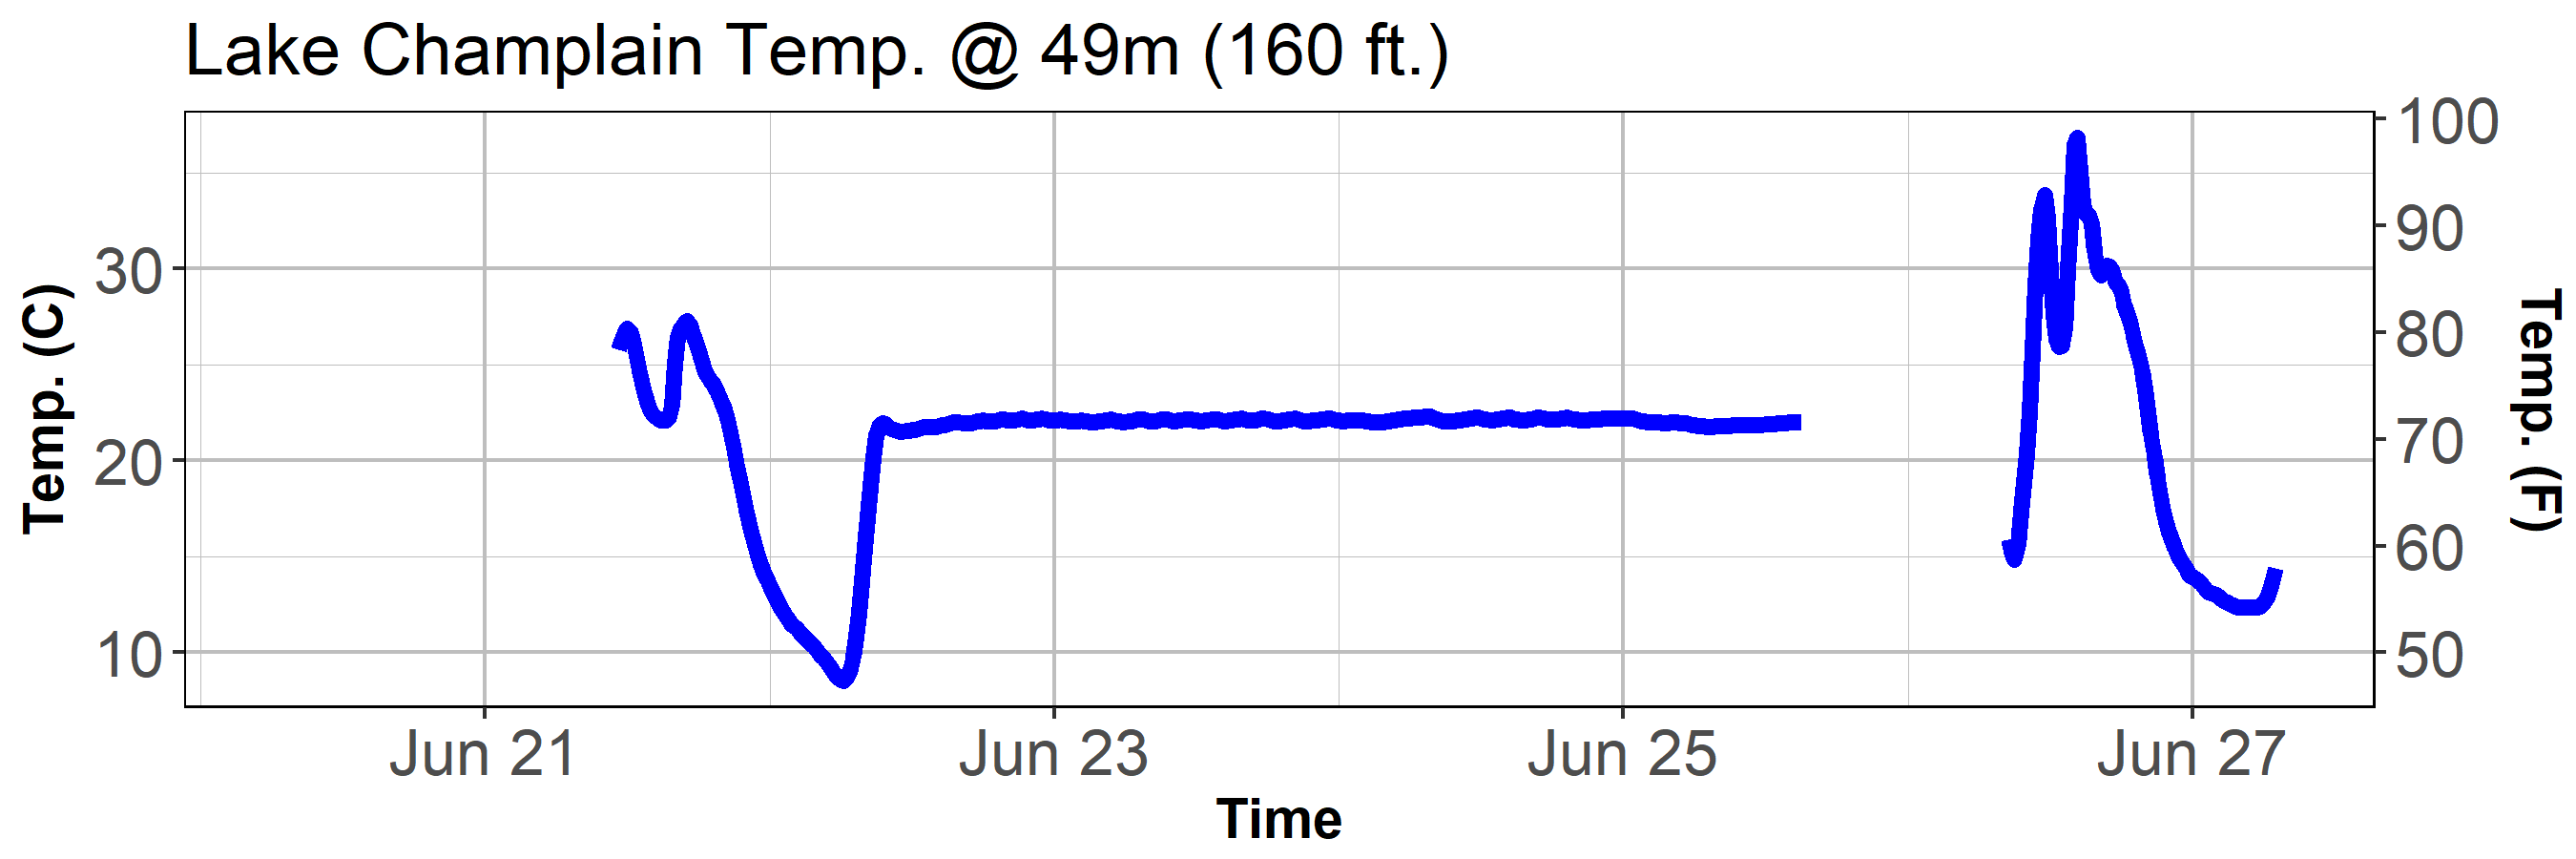 Lake Champlain Temp. @ 49m (160 ft.)
100
90
80
70
60
50
30
20
10
Temp. (C)
Temp. (F)
Jun 21
Jun 23
Jun 25
Jun 27
Time